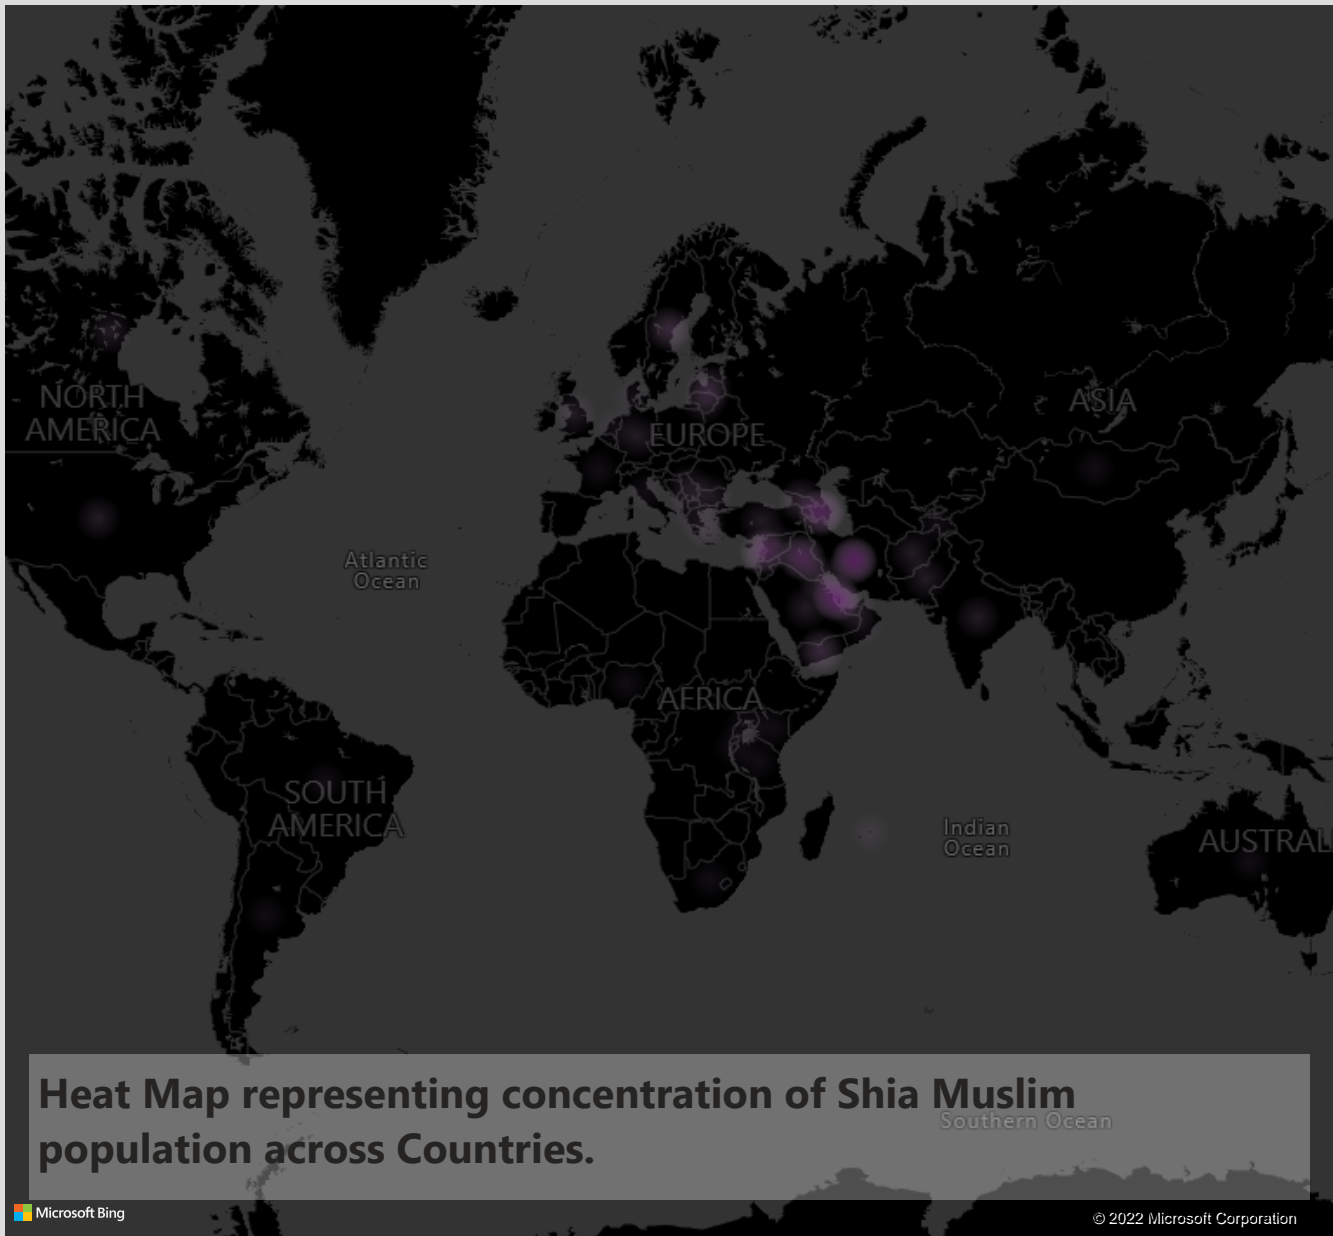 NORTH
AMERICA
EUROPE
ASIA
Atlantic
Ocean
AFRICA
SOUTH
AMERICA
Indian
Ocean
AUSTRAL
Heat Map representing concentration of Shia Muslim
population across Countries.
Southern Ocean
Microsoft Bing
© 2022 Microsoft Corporation